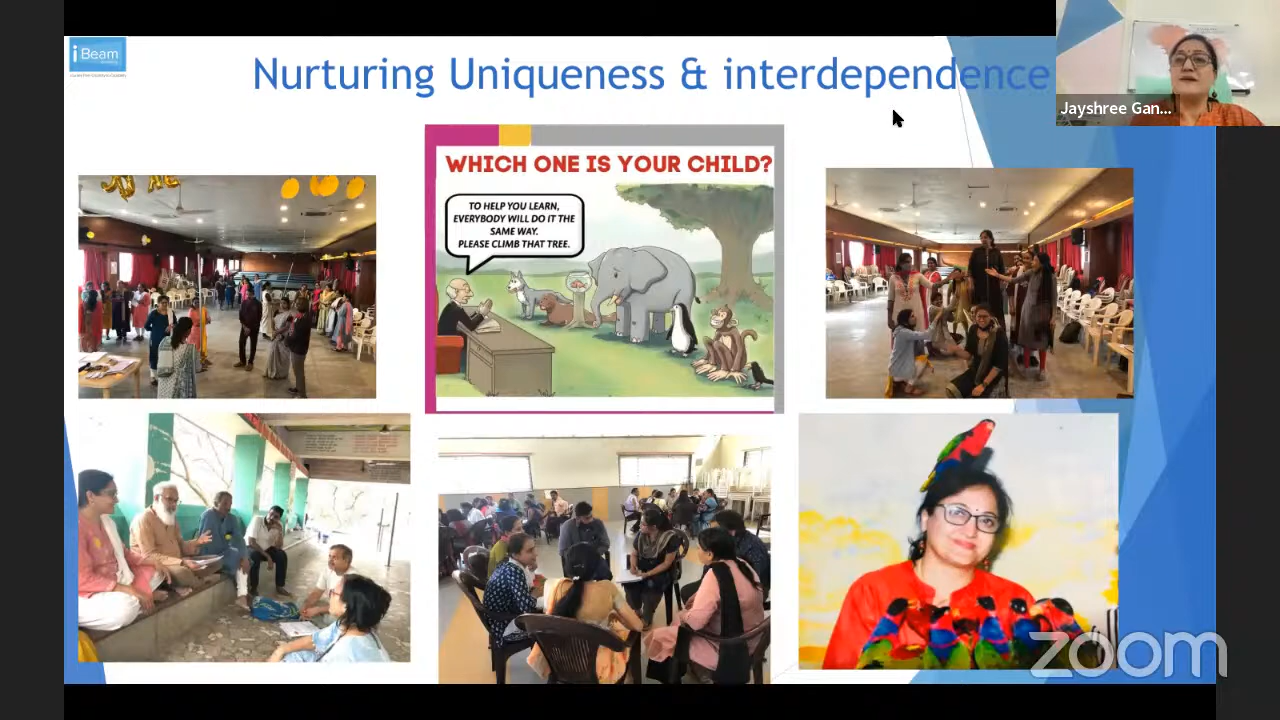 i Beam
Nurturing Uniqueness & interdependence
Jayshree Gan...
WHICH ONE IS YOUR CHILD?
TO HELP YOU LEARN,
EVERYBODY WILL DO IT THE
SAME WAY.
PLEASE CLIMB THAT TREE.
zoom